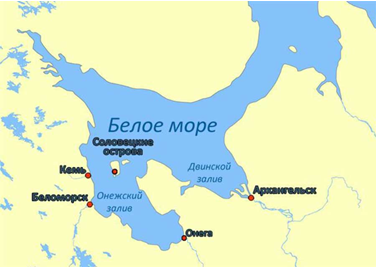 Белое море
Соловецкие
острова
Кемь
Двинской
залив
Архангельск
Онежский
залив
Беломорск
Онега